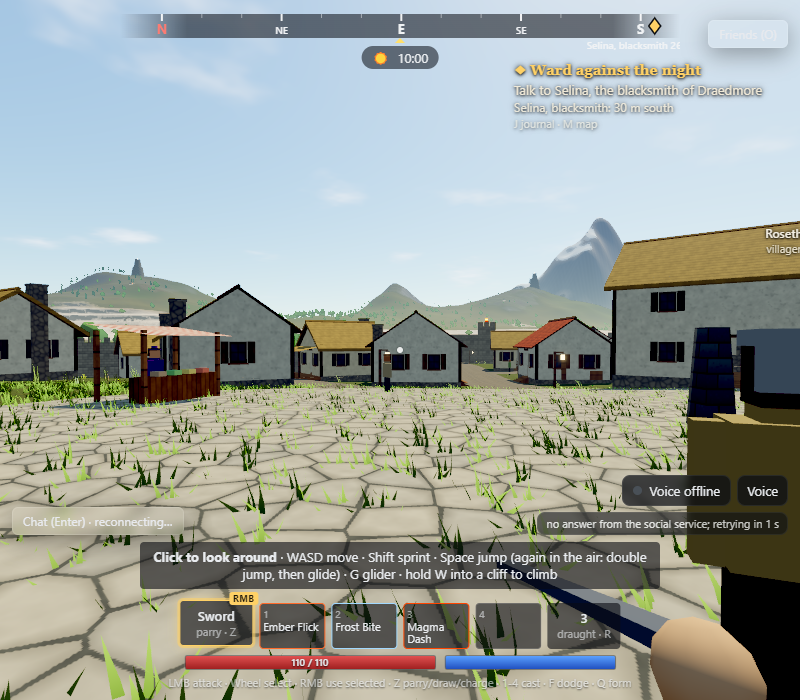 N NE E SE S
Selina, blacksmith 26
Friends (O)
10:00
◆ Ward against the night
Talk to Selina, the blacksmith of Draedmore
Selina, blacksmith: 30 m south
J journal · M map
Roseth
villager
Voice offline
Voice
Chat (Enter) · reconnecting...
no answer from the social service; retrying in 1 s
Click to look around · WASD move · Shift sprint · Space jump (again in the air: double
jump, then glide) · G glider · hold W into a cliff to climb
RMB
Sword
parry · Z
1
Ember Flick
2
Frost Bite
3
Magma
Dash
4
3
draught · R
110 / 110
LMB attack · Wheel select · RMB use selected · Z parry/draw/charge · 1-4 cast · F dodge · Q form